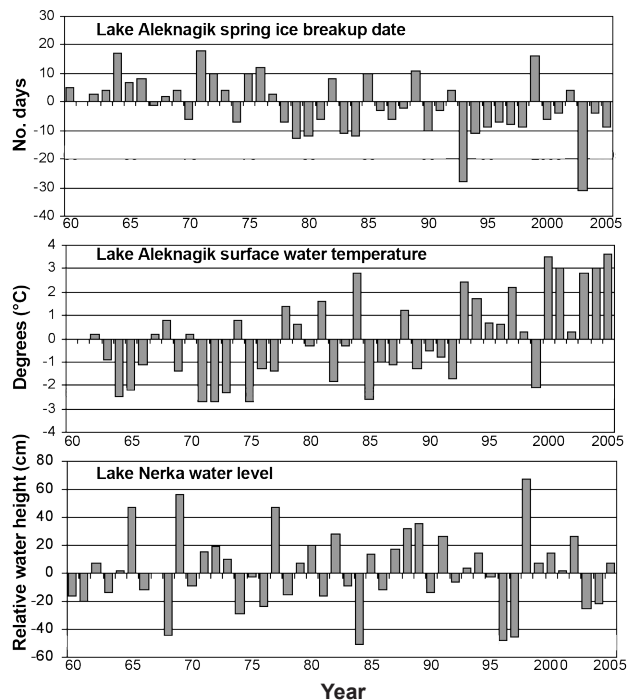 Lake Aleknagik spring ice breakup date
No. days
30
20
10
0
-10
-20
-30
-40
60 65 70 75 80 85 90 95 2000 2005
Lake Aleknagik surface water temperature
Degrees (°C)
4
3
2
1
0
-1
-2
-3
-4
60 65 70 75 80 85 90 95 2000 2005
Lake Nerka water level
Relative water height (cm)
80
60
40
20
0
-20
-40
-60
60 65 70 75 80 85 90 95 2000 2005
Year